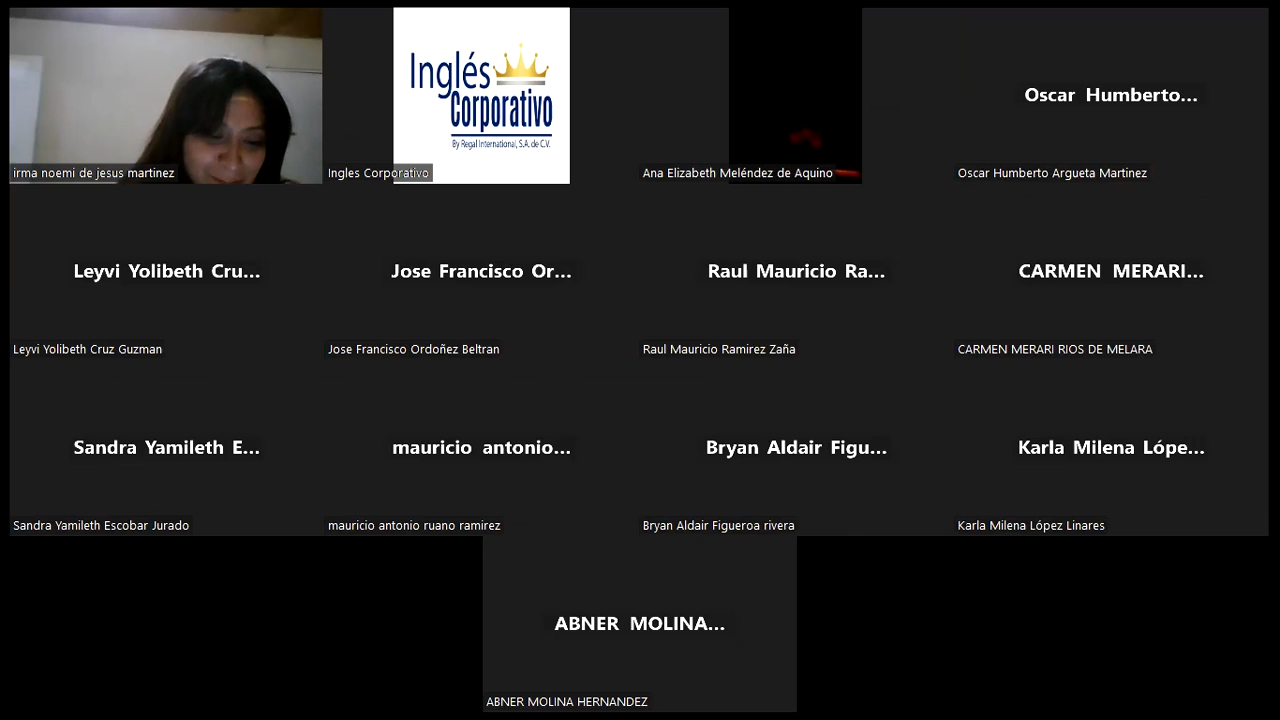 Inglés
Corporativo
By Regal International, S.A. de C.V.
Oscar Humberto...
irma noemi de jesus martinez
Ingles Corporativo
Ana Elizabeth Meléndez de Aquino
Oscar Humberto Argueta Martinez
Leyvi Yolibeth Cru...
Jose Francisco Or...
Raul Mauricio Ra...
CARMEN MERARI...
Leyvi Yolibeth Cruz Guzman
Jose Francisco Ordoñez Beltran
Raul Mauricio Ramirez Zaña
CARMEN MERARI RIOS DE MELARA
Sandra Yamileth E...
mauricio antonio...
Bryan Aldair Figu...
Karla Milena Lópe...
Sandra Yamileth Escobar Jurado
mauricio antonio ruano ramirez
Bryan Aldair Figueroa rivera
Karla Milena López Linares
ABNER MOLINA...
ABNER MOLINA HERNANDEZ